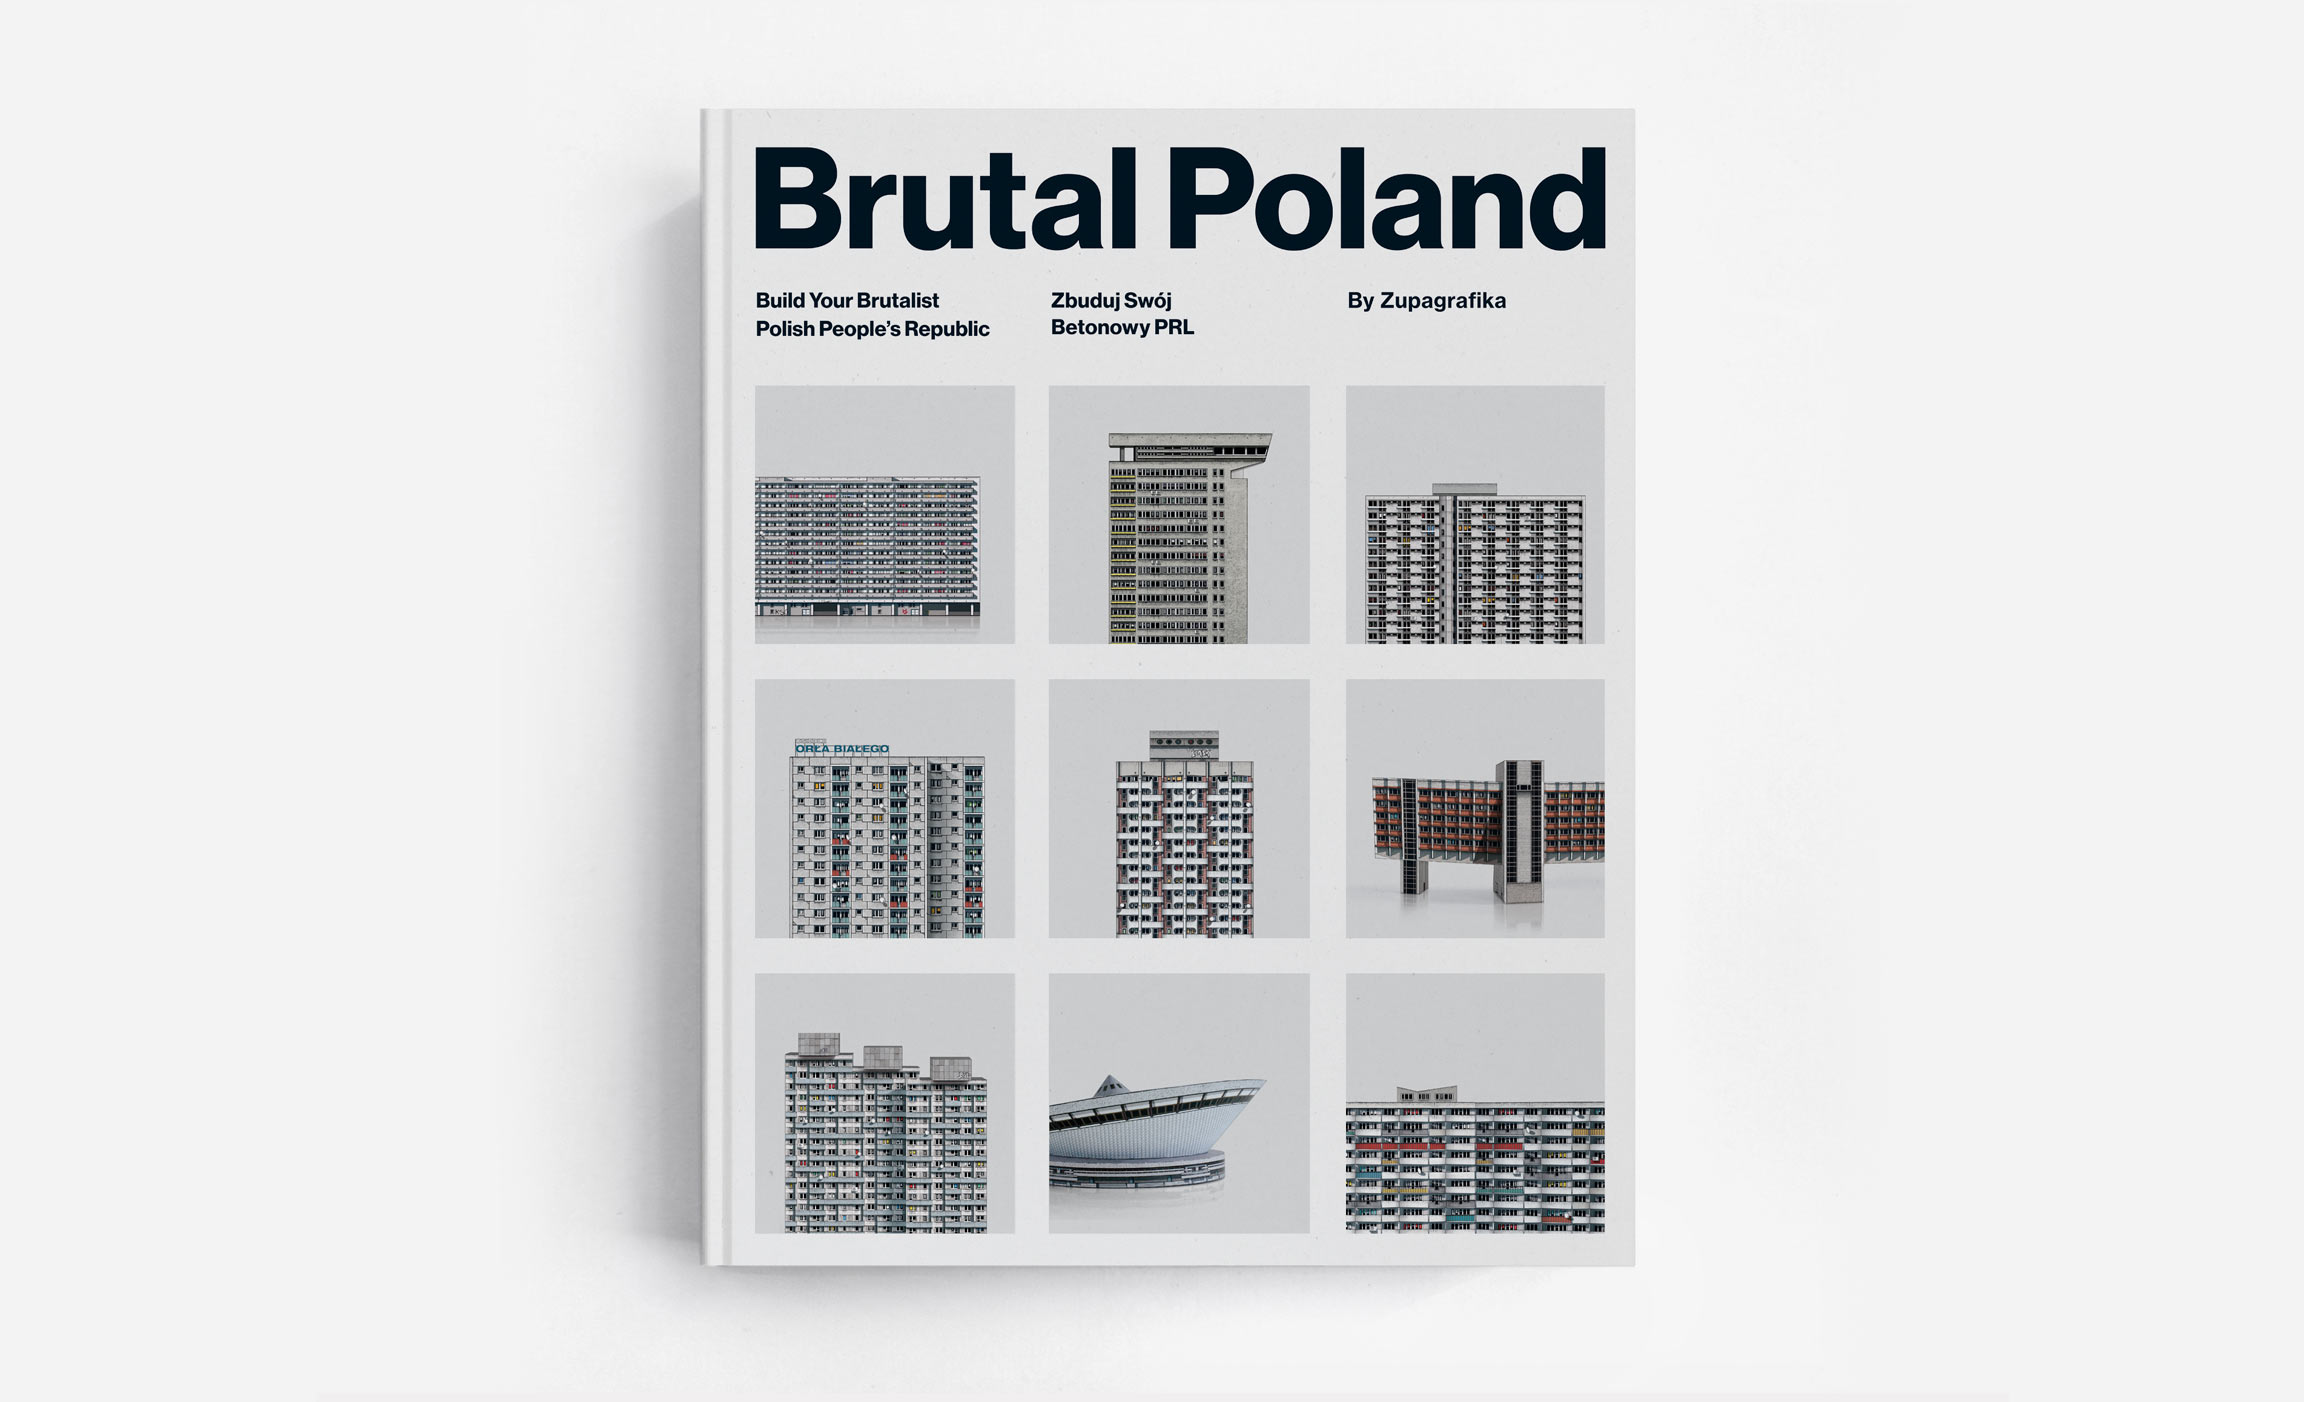 Brutal Poland
Build Your Brutalist
Polish People’s Republic
Zbuduj Swój
Betonowy PRL
By Zupagrafika
ORŁA BIAŁEGO